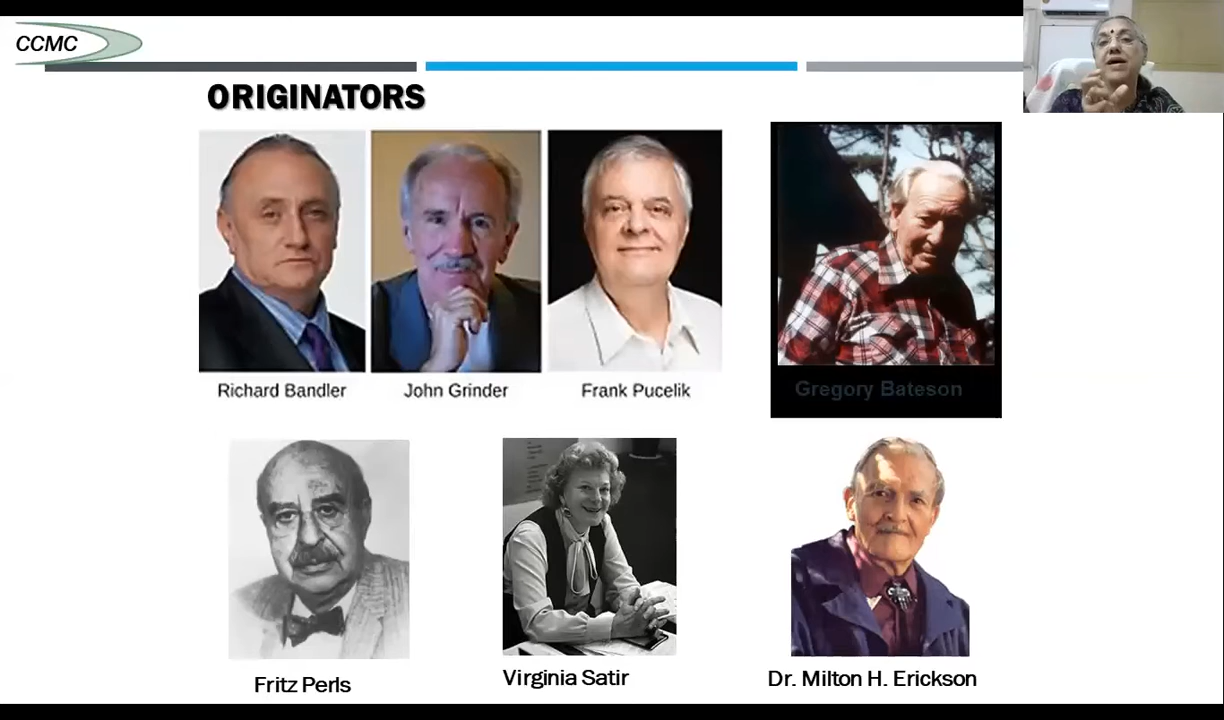 CCMC
ORIGINATORS
Richard Bandler
John Grinder
Frank Pucelik
Gregory Bateson
Fritz Perls
Virginia Satir
Dr. Milton H. Erickson